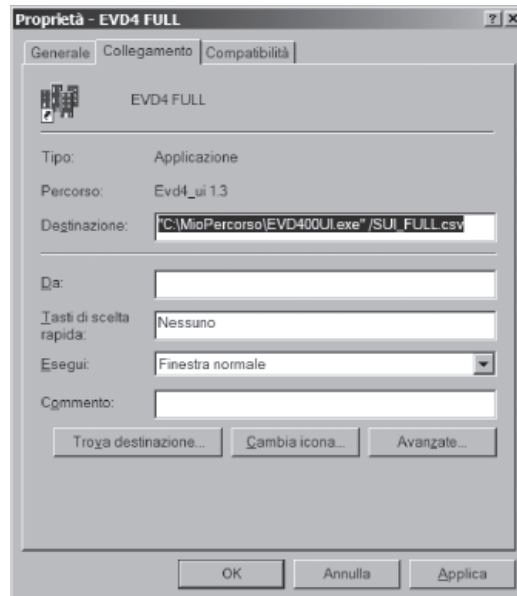 Proprietà - EVD4 FULL
Generale Collegamento Compatibilità
EVD4 FULL
Tipo: Applicazione
Percorso: Evd4_ui 1.3
Destinazione: "C:\MioPercorso\EVD400UI.exe" /SUI_FULL.csv
Da:
Tasti di scelta rapida: Nessuno
Esegui: Finestra normale
Commento:
Trova destinazione... Cambia icona... Avanzate...
OK Annulla Applica